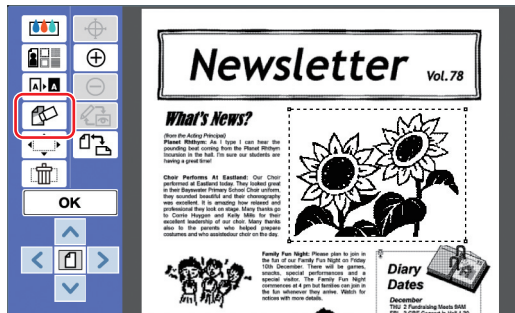 Newsletter Vol. 78
What's News?
(from the Acting Principal)
Planet Rhthym: As I type I can hear the
pounding beat coming from the Planet Rhthym
incursion in the hall. I'm sure our students are
having a great time!
Choir Performs At Eastland: Our Choir
performed at Eastland today. They looked great
in their Bayswater Primary School Choir uniform,
they sounded beautiful and their choreography
was excellent. It is amazing how relaxed and
professional they look on stage. Many thanks go
to Corrie Huygen and Kelly Mills for their
excellent leadership of our choir. Many thanks
also to the parents who helped prepare
costumes and who assistedour choir on the day.
Family Fun Night: Please plan to join in
the fun of our Family Fun Night on Friday
10th December. There will be games,
snacks, special performances and a
special visitor. The Family Fun Night
commences at 4 pm but families can join in
the fun whenever they arrive. Watch for
notices with more details.
Diary
Dates
December
THU 2 Fundraising Meets 9AM
A A
OK